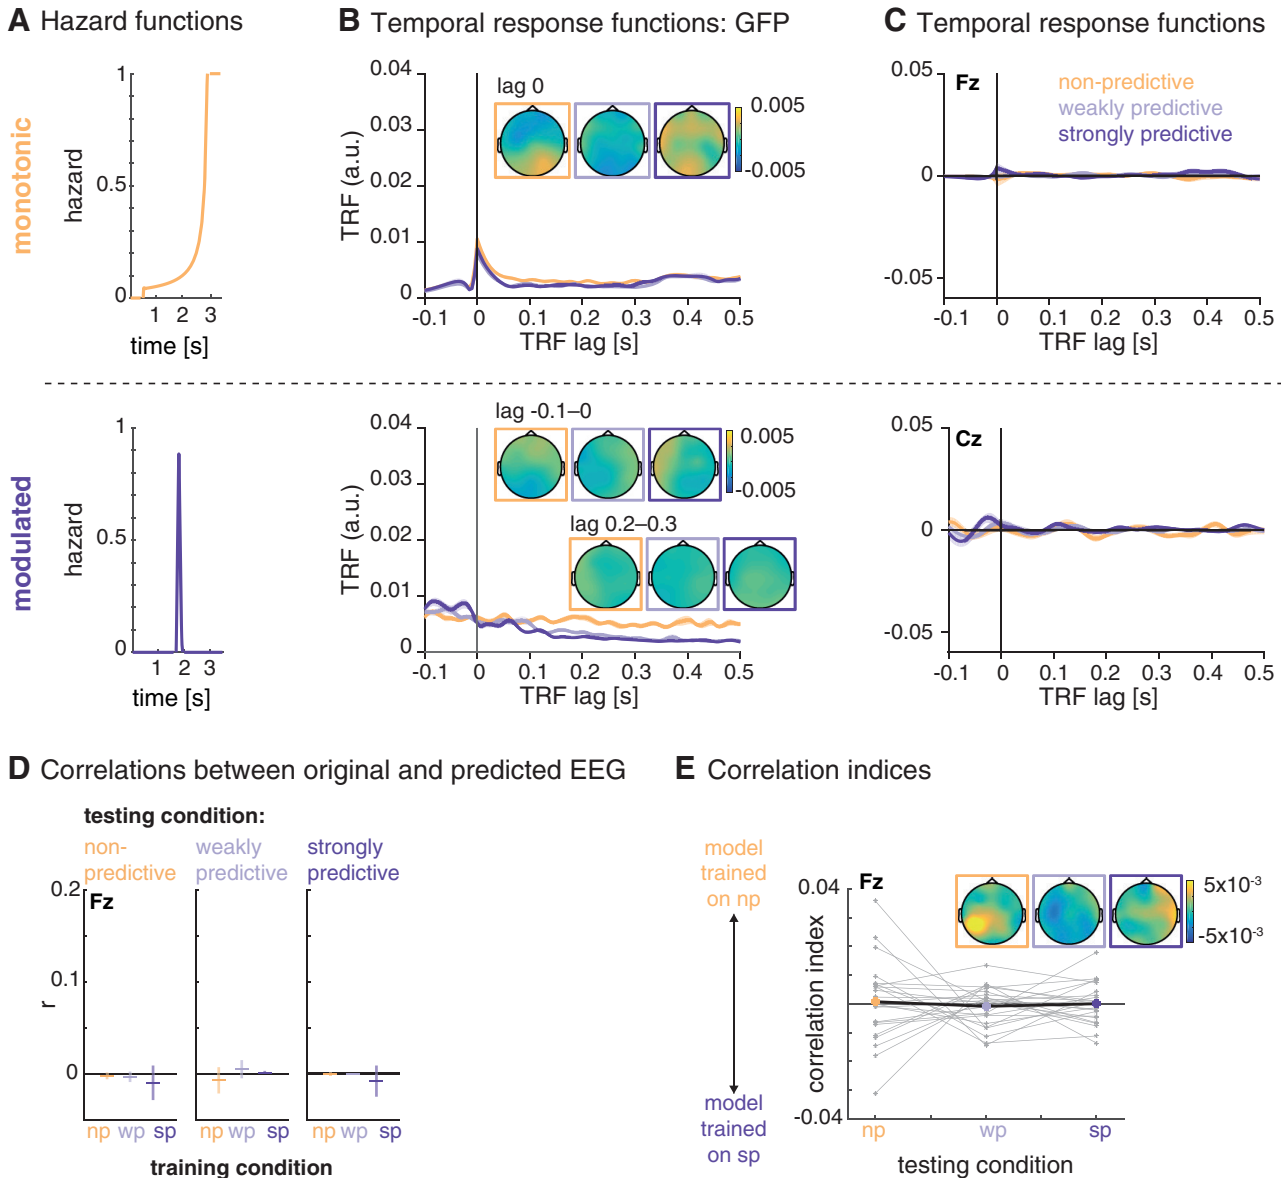 A Hazard functions
monotonic
hazard
1
0.5
0
1 2 3
time [s]
B Temporal response functions: GFP
TRF (a.u.)
0.04
0.03
0.02
0.01
0
-0.1 0 0.1 0.2 0.3 0.4 0.5
TRF lag [s]
lag 0
0.005
-0.005
C Temporal response functions
0.05
0
-0.05
Fz
non-predictive
weakly predictive
strongly predictive
-0.1 0 0.1 0.2 0.3 0.4 0.5
TRF lag [s]
modulated
hazard
1
0.5
0
1 2 3
time [s]
TRF (a.u.)
0.04
0.03
0.02
0.01
0
-0.1 0 0.1 0.2 0.3 0.4 0.5
TRF lag [s]
lag -0.1–0
0.005
-0.005
lag 0.2–0.3
0.05
0
-0.05
Cz
-0.1 0 0.1 0.2 0.3 0.4 0.5
TRF lag [s]
D Correlations between original and predicted EEG
testing condition:
non-
predictive
weakly
predictive
strongly
predictive
0.2
0.1
0
r
Fz
np wp sp
np wp sp
np wp sp
training condition
E Correlation indices
model
trained
on np
model
trained
on sp
correlation index
0.04
-0.04
Fz
5x10-3
-5x10-3
np wp sp
testing condition